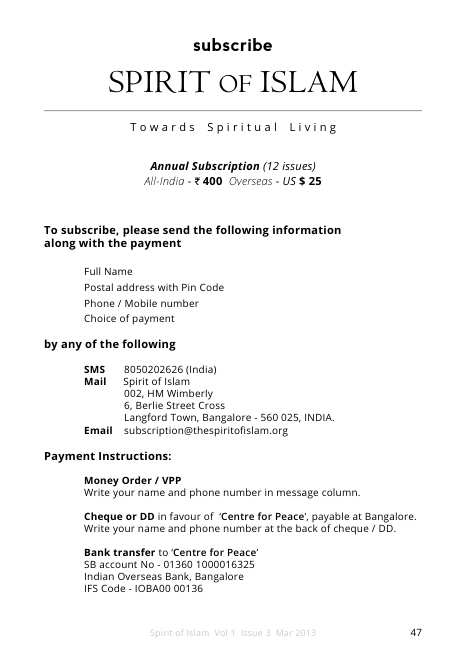 subscribe
SPIRIT OF ISLAM
Towards Spiritual Living
Annual Subscription (12 issues)
All-India - ₹ 400 Overseas - US $ 25
To subscribe, please send the following information
along with the payment
Full Name
Postal address with Pin Code
Phone / Mobile number
Choice of payment
by any of the following
SMS 8050202626 (India)
Mail Spirit of Islam
002, HM Wimberly
6, Berlie Street Cross
Langford Town, Bangalore - 560 025, INDIA.
Email subscription@thespiritofislam.org
Payment Instructions:
Money Order / VPP
Write your name and phone number in message column.
Cheque or DD in favour of ‘Centre for Peace’, payable at Bangalore.
Write your name and phone number at the back of cheque / DD.
Bank transfer to ‘Centre for Peace’
SB account No - 01360 1000016325
Indian Overseas Bank, Bangalore
IFS Code - IOBA00 00136
Spirit of Islam Vol 1 Issue 3 Mar 2013 47